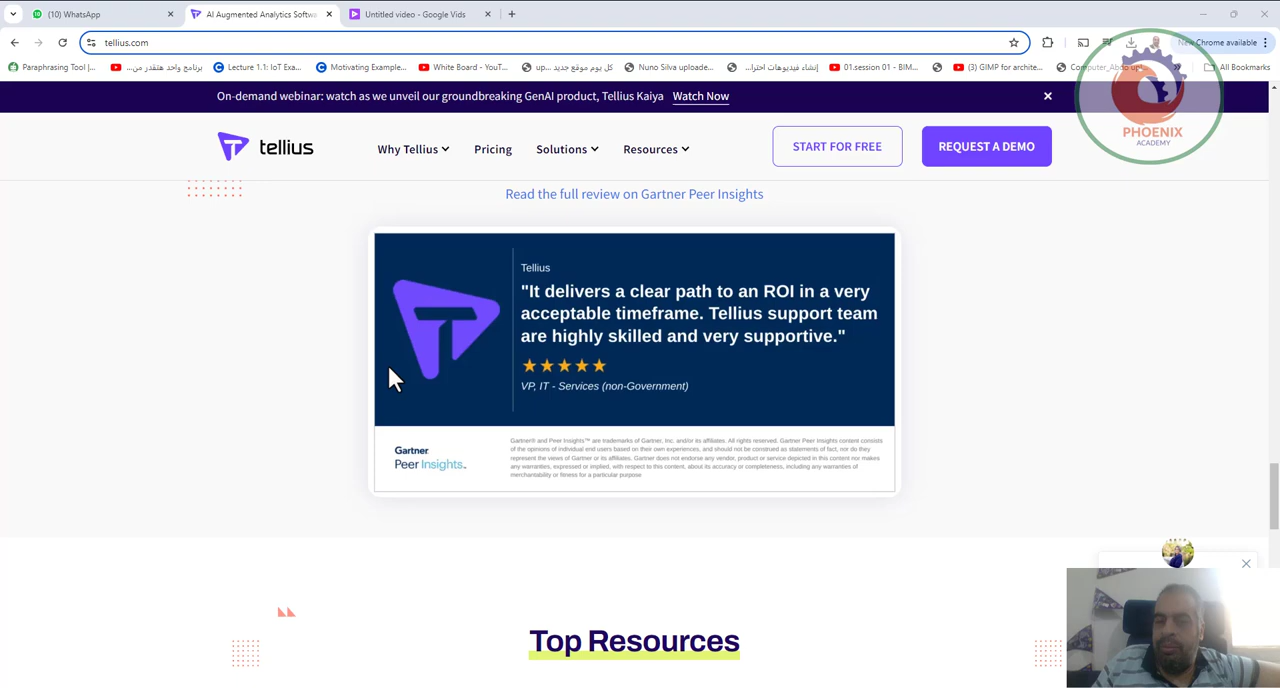 (10) WhatsApp
AI Augmented Analytics Softw
Untitled video - Google Vids
tellius.com
New Chrome available
Paraphrasing Tool |...
برنامج واحد هتقدر من...
Lecture 1.1: IoT Exa...
Motivating Example...
White Board - YouT...
كل يوم موقع جديد ...up
Nuno Silva uploade...
إنشاء فيديوهات احترا...
01.session 01 - BIM...
(3) GIMP for archite...
Computer_Abdo upl...
All Bookmarks
On-demand webinar: watch as we unveil our groundbreaking GenAI product, Tellius Kaiya Watch Now
PHOENIX
ACADEMY
tellius
Why Tellius
Pricing
Solutions
Resources
START FOR FREE
REQUEST A DEMO
Read the full review on Gartner Peer Insights
Tellius
"It delivers a clear path to an ROI in a very
acceptable timeframe. Tellius support team
are highly skilled and very supportive."
VP, IT - Services (non-Government)
Gartner
Peer Insights™
Gartner® and Peer Insights™ are trademarks of Gartner, Inc. and/or its affiliates. All rights reserved. Gartner Peer Insights content consists
of the opinions of individual end users based on their own experiences, and should not be construed as statements of fact, nor do they
represent the views of Gartner or its affiliates. Gartner does not endorse any vendor, product or service depicted in this content nor makes
any warranties, expressed or implied, with respect to this content, about its accuracy or completeness, including any warranties of
merchantability or fitness for a particular purpose
Top Resources